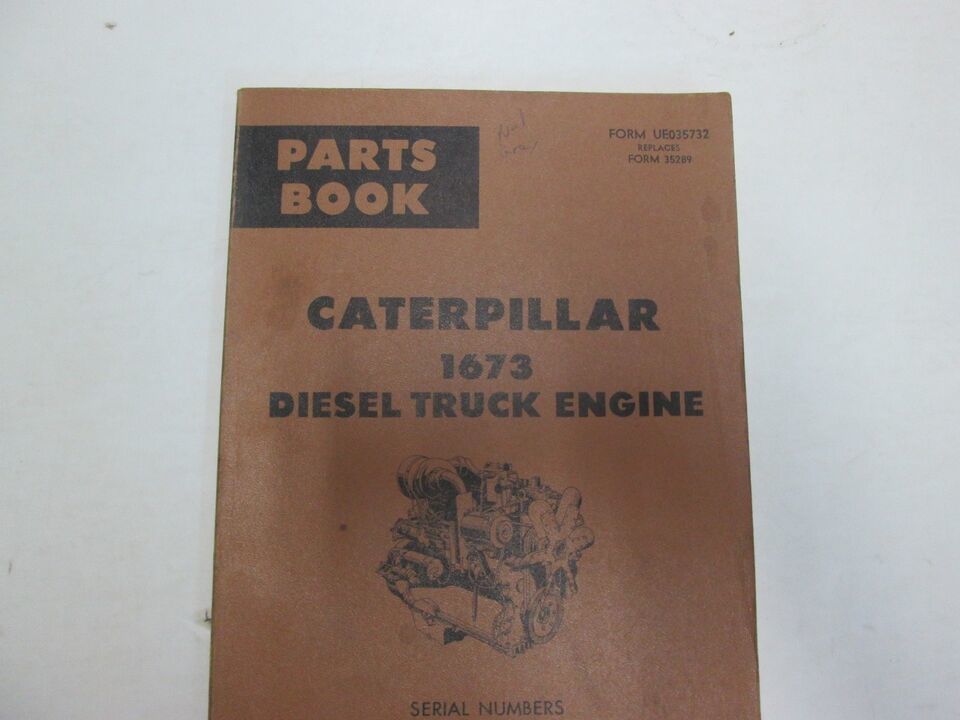 PARTS
BOOK
FORM UE035732
REPLACES
FORM 35289
CATERPILLAR
1673
DIESEL TRUCK ENGINE
SERIAL NUMBERS